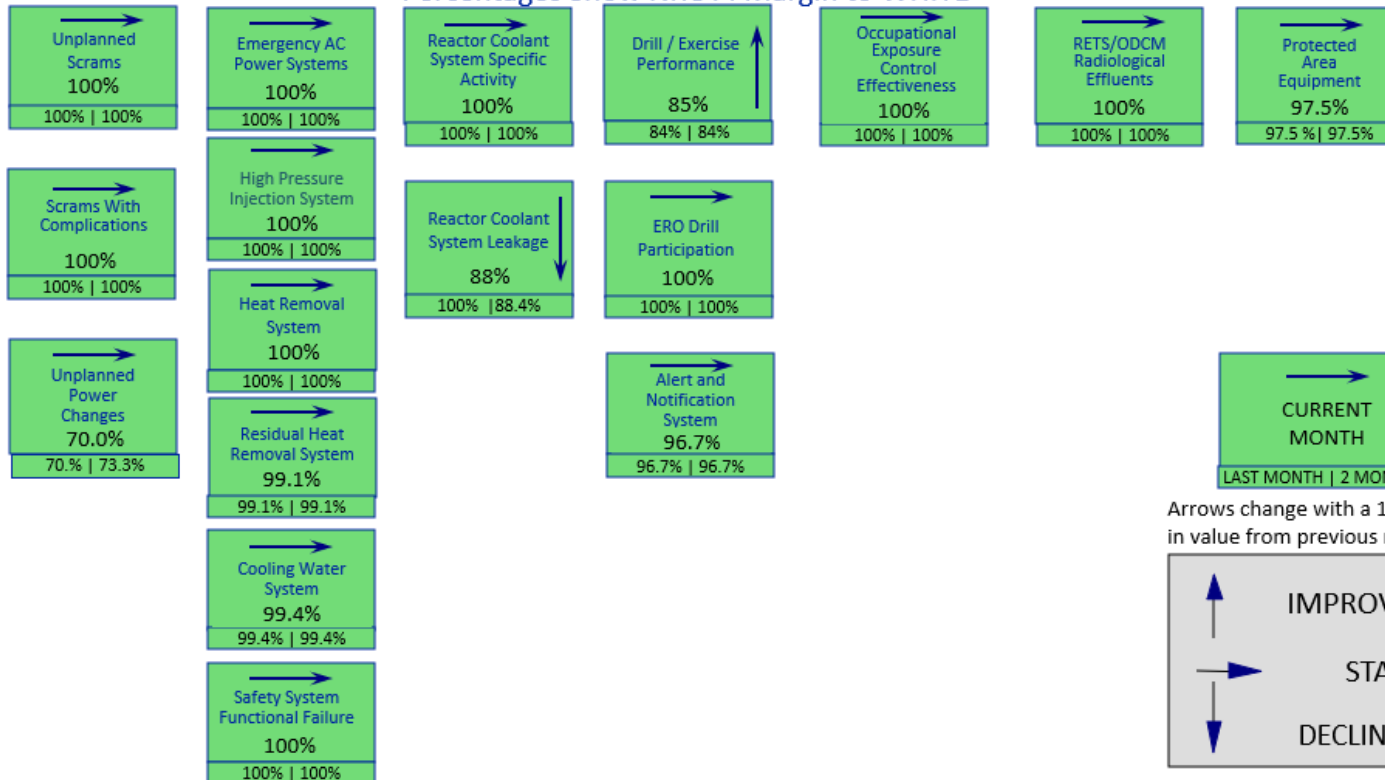 Unplanned
Scrams
100%
100% | 100%
Scrams With
Complications
100%
100% | 100%
Unplanned
Power
Changes
70.0%
70.% | 73.3%
Emergency AC
Power Systems
100%
100% | 100%
High Pressure
Injection System
100%
100% | 100%
Heat Removal
System
100%
100% | 100%
Residual Heat
Removal System
99.1%
99.1% | 99.1%
Cooling Water
System
99.4%
99.4% | 99.4%
Safety System
Functional Failure
100%
100% | 100%
Reactor Coolant
System Specific
Activity
100%
100% | 100%
Reactor Coolant
System Leakage
88%
100% |88.4%
Drill / Exercise
Performance
85%
84% | 84%
ERO Drill
Participation
100%
100% | 100%
Alert and
Notification
System
96.7%
96.7% | 96.7%
Occupational
Exposure
Control
Effectiveness
100%
100% | 100%
RETS/ODCM
Radiological
Effluents
100%
100% | 100%
Protected
Area
Equipment
97.5%
97.5 %| 97.5%
CURRENT
MONTH
LAST MONTH | 2
Arrows change with a
in value from previous